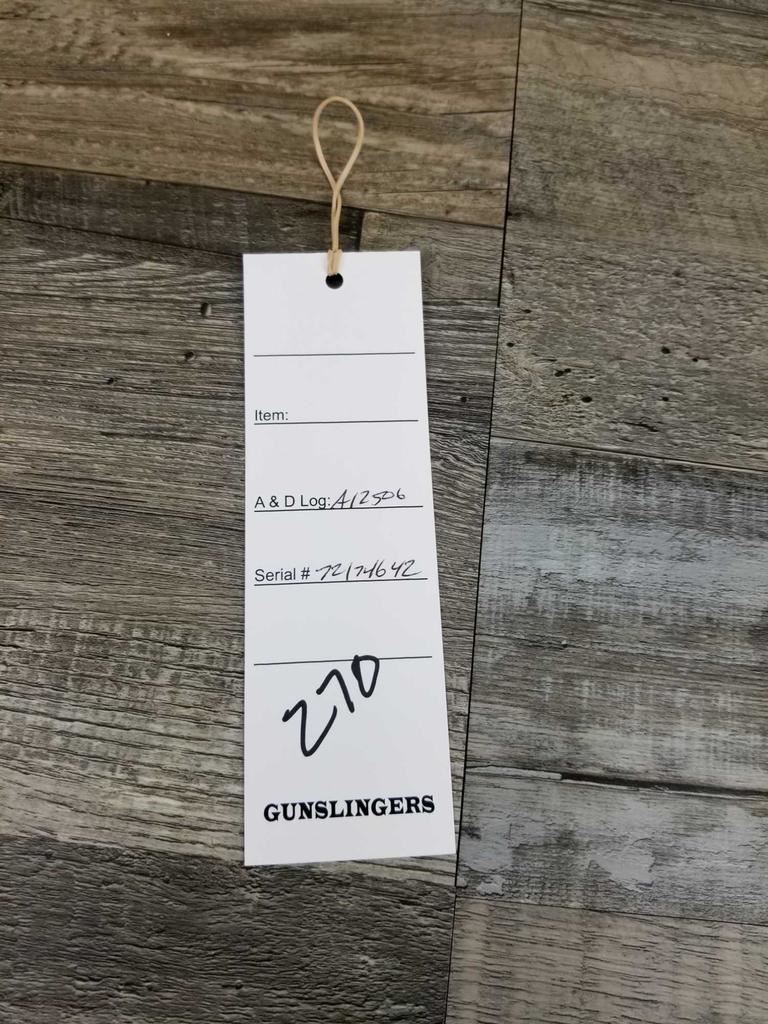 Item:
A & D Log: A12506
Serial # 72174642
270
GUNSLINGERS